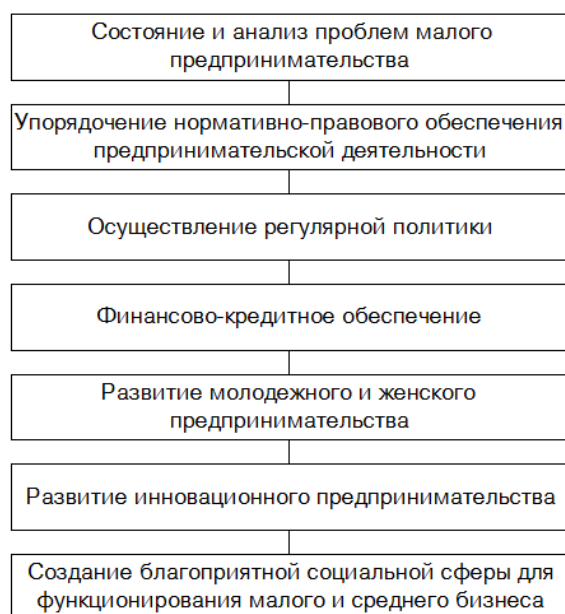 Состояние и анализ проблем малого
предпринимательства
Упорядочение нормативно-правового обеспечения
предпринимательской деятельности
Осуществление регулярной политики
Финансово-кредитное обеспечение
Развитие молодежного и женского
предпринимательства
Развитие инновационного предпринимательства
Создание благоприятной социальной сферы для
функционирования малого и среднего бизнеса